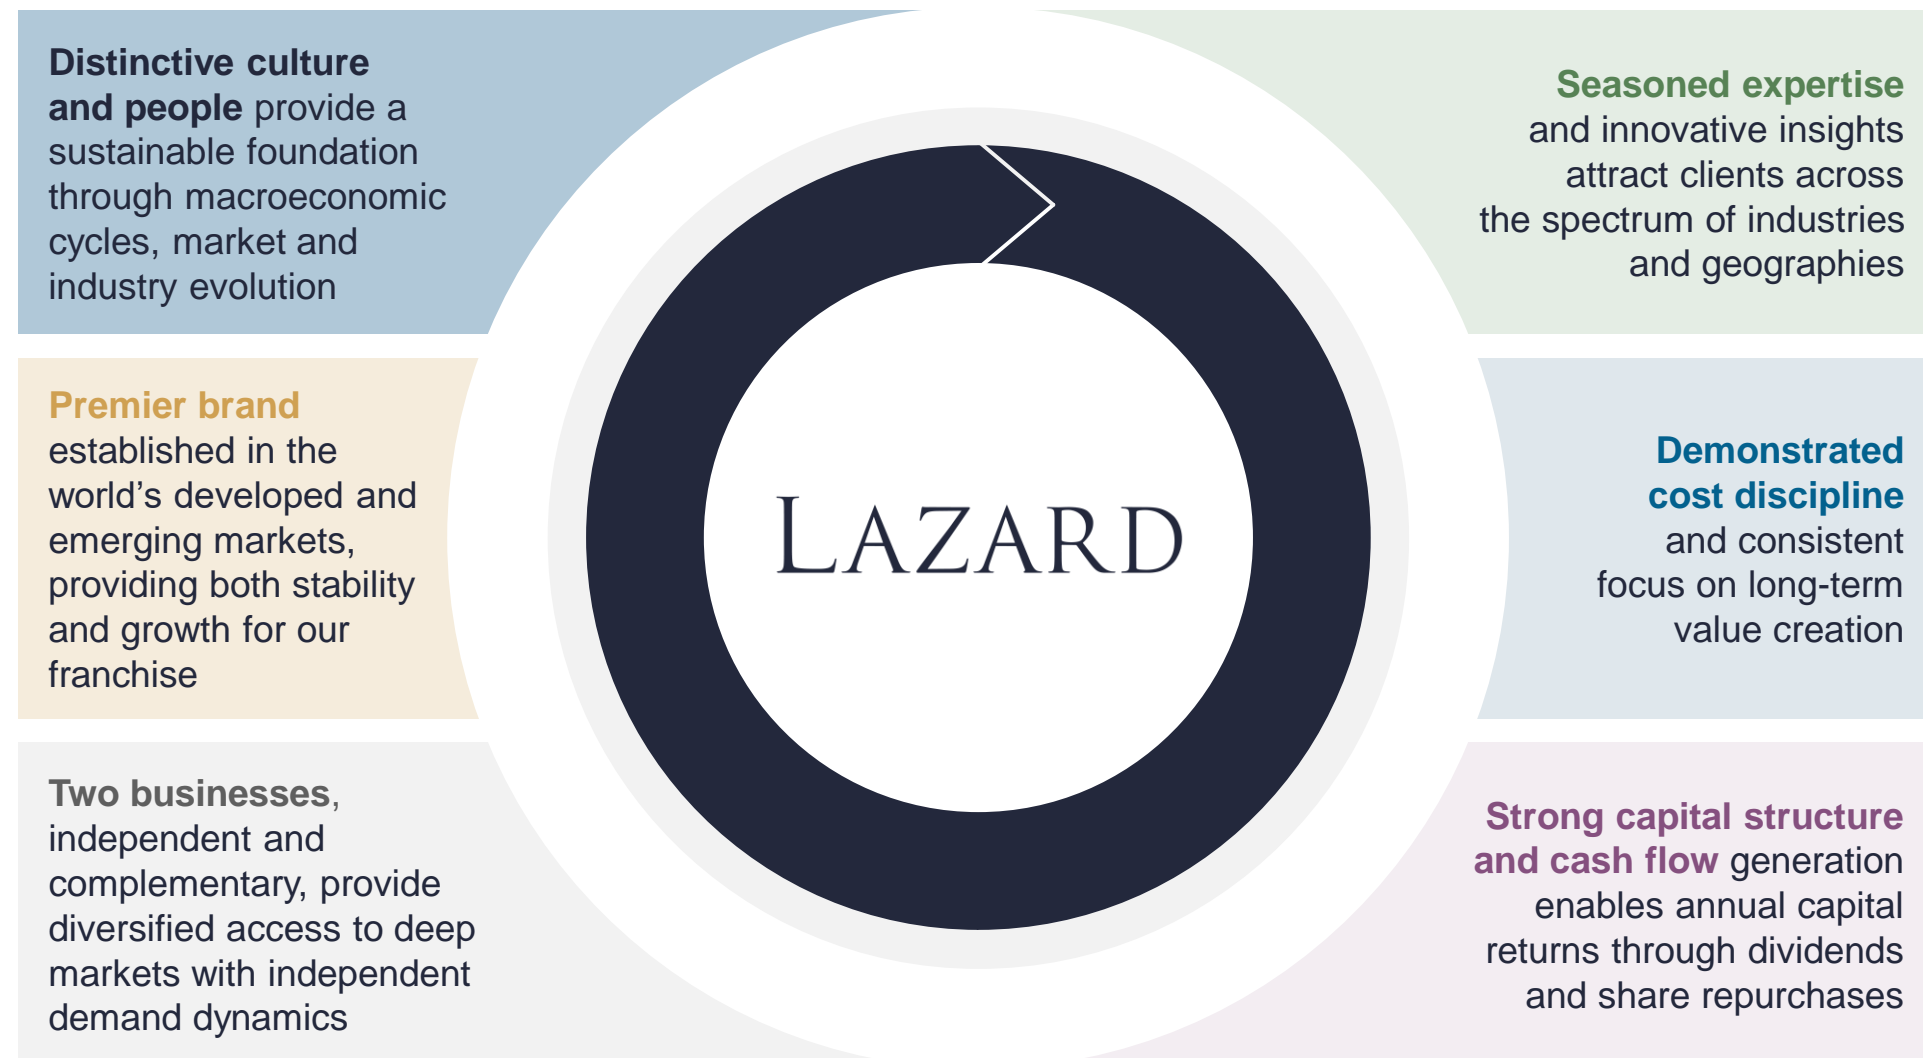 Distinctive culture
and people provide a
sustainable foundation
through macroeconomic
cycles, market and
industry evolution
Premier brand
established in the
world’s developed and
emerging markets,
providing both stability
and growth for our
franchise
Two businesses,
independent and
complementary, provide
diversified access to deep
markets with independent
demand dynamics
LAZARD
Seasoned expertise
and innovative insights
attract clients across
the spectrum of industries
and geographies
Demonstrated
cost discipline
and consistent
focus on long-term
value creation
Strong capital structure
and cash flow generation
enables annual capital
returns through dividends
and share repurchases